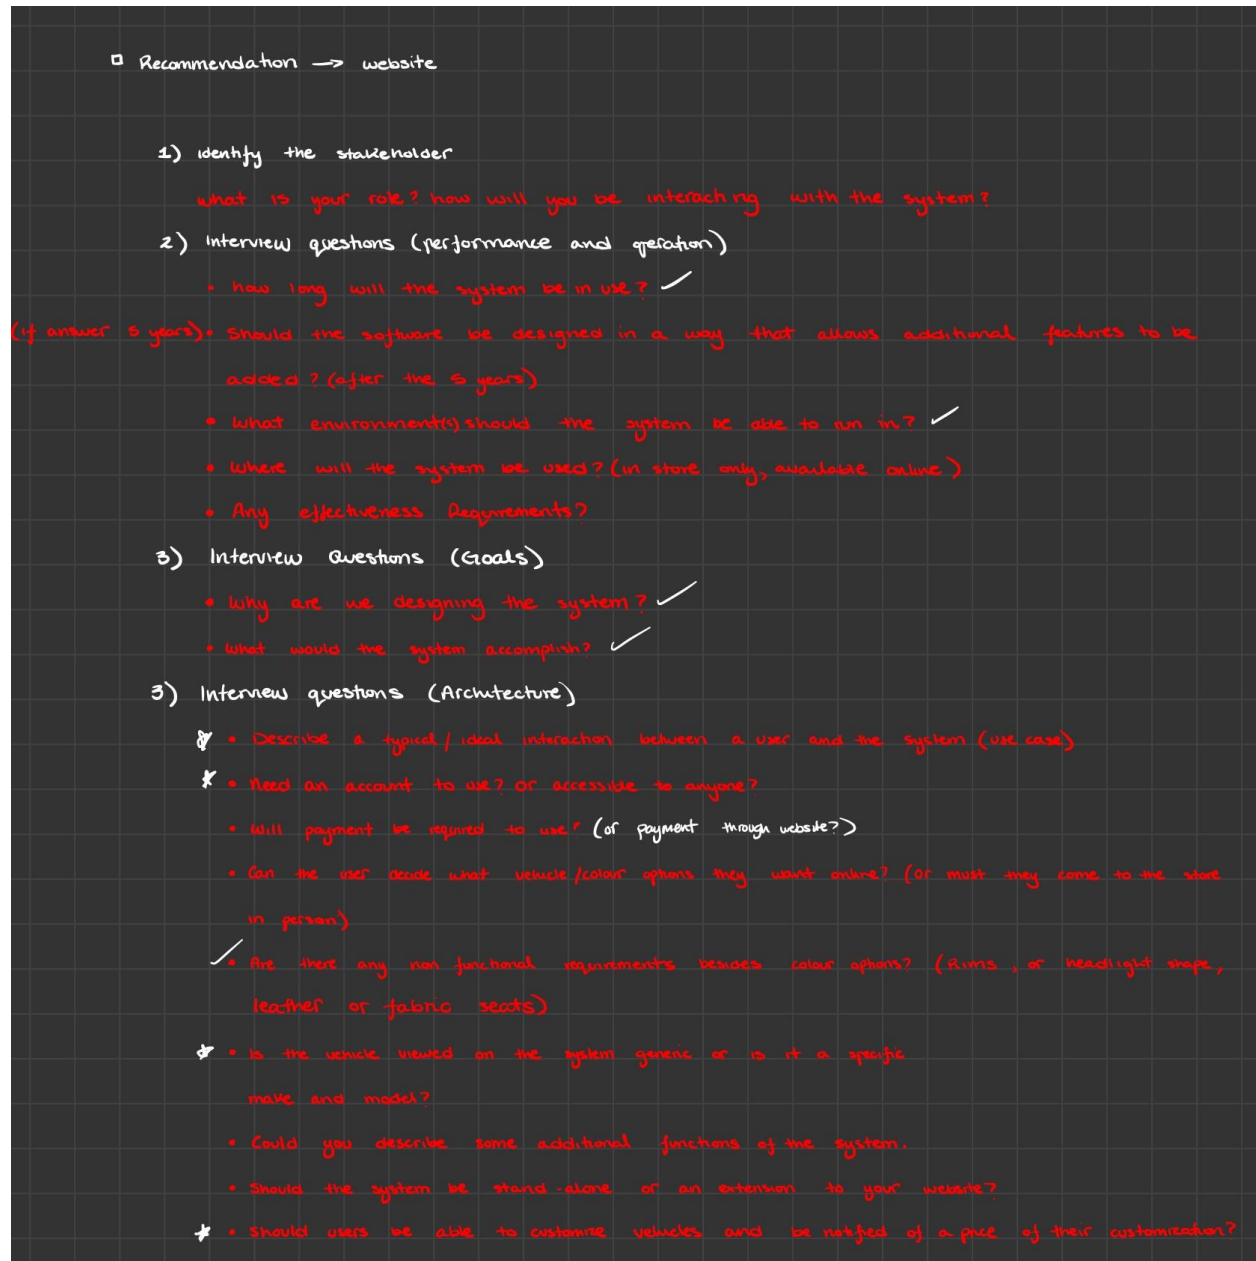 Recommendation → website
1) identify the stakeholder
what is your role? how will you be interacting with the system?
2) Interview questions (performance and operation)
• how long will the system be in use? ✓
(if answer 5 years) • Should the software be designed in a way that allows additional features to be
added? (after the 5 years)
• What environment(s) should the system be able to run in? ✓
• Where will the system be used? (in store only, available online)
• Any effectiveness Requirements?
3) Interview Questions (Goals)
• Why are we designing the system? ✓
• What would the system accomplish? ✓
3) Interview questions (Architecture)
* • Describe a typical / ideal interaction between a user and the system (use case)
* • Need an account to use? or accessible to anyone?
• Will payment be required to use? (or payment through website?)
• Can the user decide what vehicle/colour options they want online? (or must they come to the store
in person)
✓ • Are there any non functional requirements besides colour options? (Rims, or headlight shape,
leather or fabric seats)
* • Is the vehicle viewed on the system generic or is it a specific
make and model?
• Could you describe some additional functions of the system.
• Should the system be stand-alone or an extension to your website?
* • Should users be able to customize vehicles and be notified of a price of their customization?